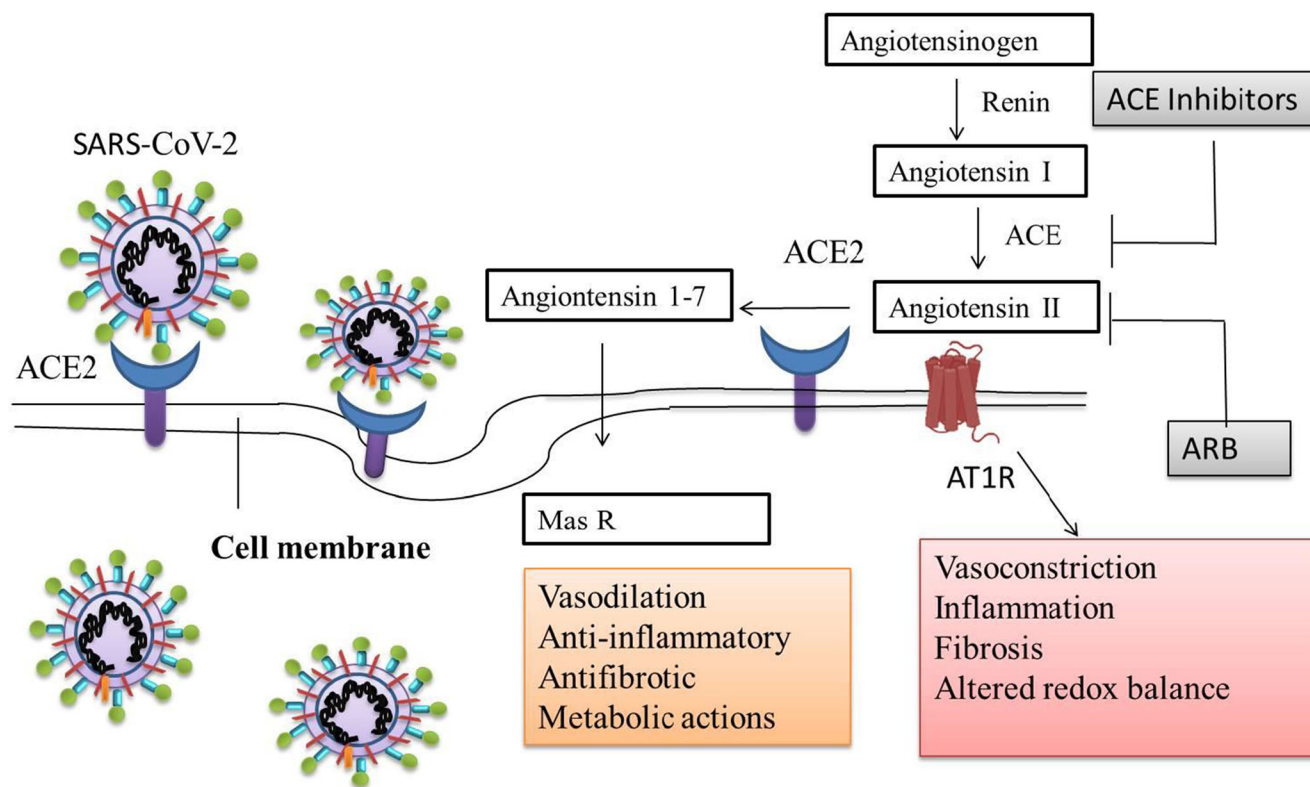 Angiotensinogen
Renin
ACE Inhibitors
SARS-CoV-2
Angiotensin I
ACE
ACE2
Angiontensin 1-7
Angiotensin II
ACE2
ARB
AT1R
Mas R
Cell membrane
Vasodilation
Anti-inflammatory
Antifibrotic
Metabolic actions
Vasoconstriction
Inflammation
Fibrosis
Altered redox balance